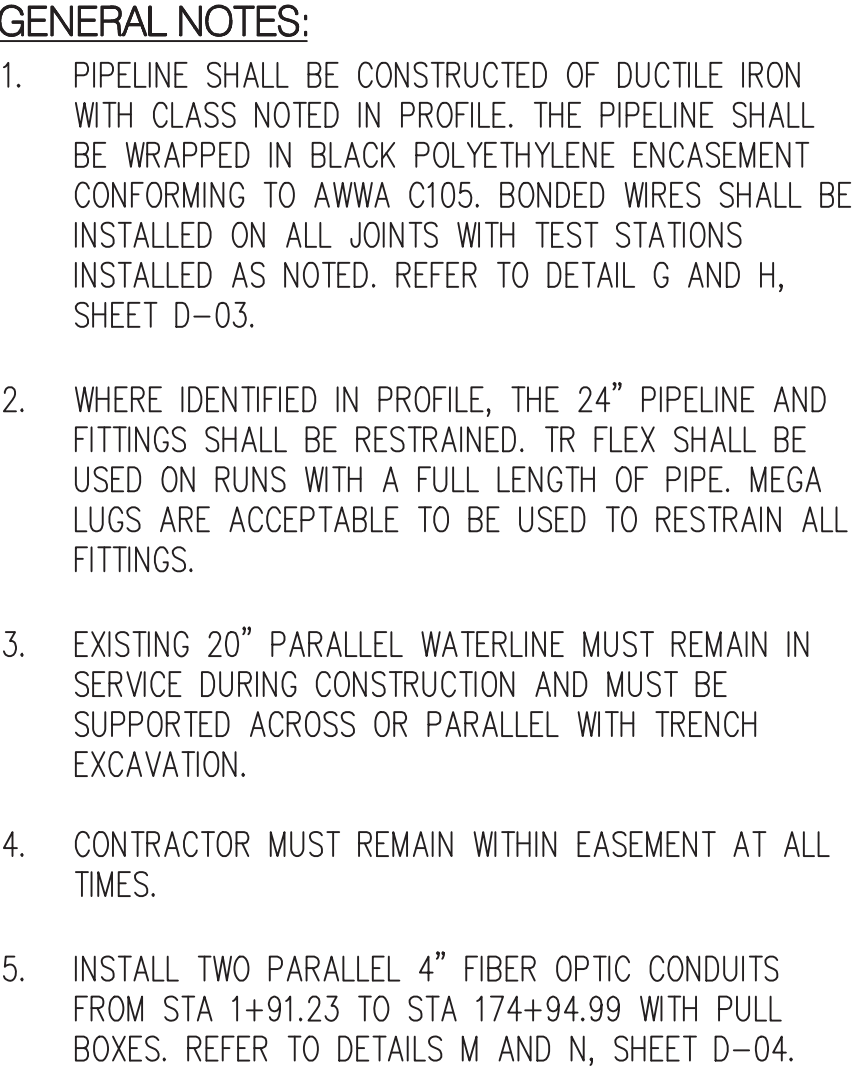 GENERAL NOTES:
1. PIPELINE SHALL BE CONSTRUCTED OF DUCTILE IRON
WITH CLASS NOTED IN PROFILE. THE PIPELINE SHALL
BE WRAPPED IN BLACK POLYETHYLENE ENCASEMENT
CONFORMING TO AWWA C105. BONDED WIRES SHALL BE
INSTALLED ON ALL JOINTS WITH TEST STATIONS
INSTALLED AS NOTED. REFER TO DETAIL G AND H,
SHEET D-03.
2. WHERE IDENTIFIED IN PROFILE, THE 24” PIPELINE AND
FITTINGS SHALL BE RESTRAINED. TR FLEX SHALL BE
USED ON RUNS WITH A FULL LENGTH OF PIPE. MEGA
LUGS ARE ACCEPTABLE TO BE USED TO RESTRAIN ALL
FITTINGS.
3. EXISTING 20” PARALLEL WATERLINE MUST REMAIN IN
SERVICE DURING CONSTRUCTION AND MUST BE
SUPPORTED ACROSS OR PARALLEL WITH TRENCH
EXCAVATION.
4. CONTRACTOR MUST REMAIN WITHIN EASEMENT AT ALL
TIMES.
5. INSTALL TWO PARALLEL 4” FIBER OPTIC CONDUITS
FROM STA 1+91.23 TO STA 174+94.99 WITH PULL
BOXES. REFER TO DETAILS M AND N, SHEET D-04.